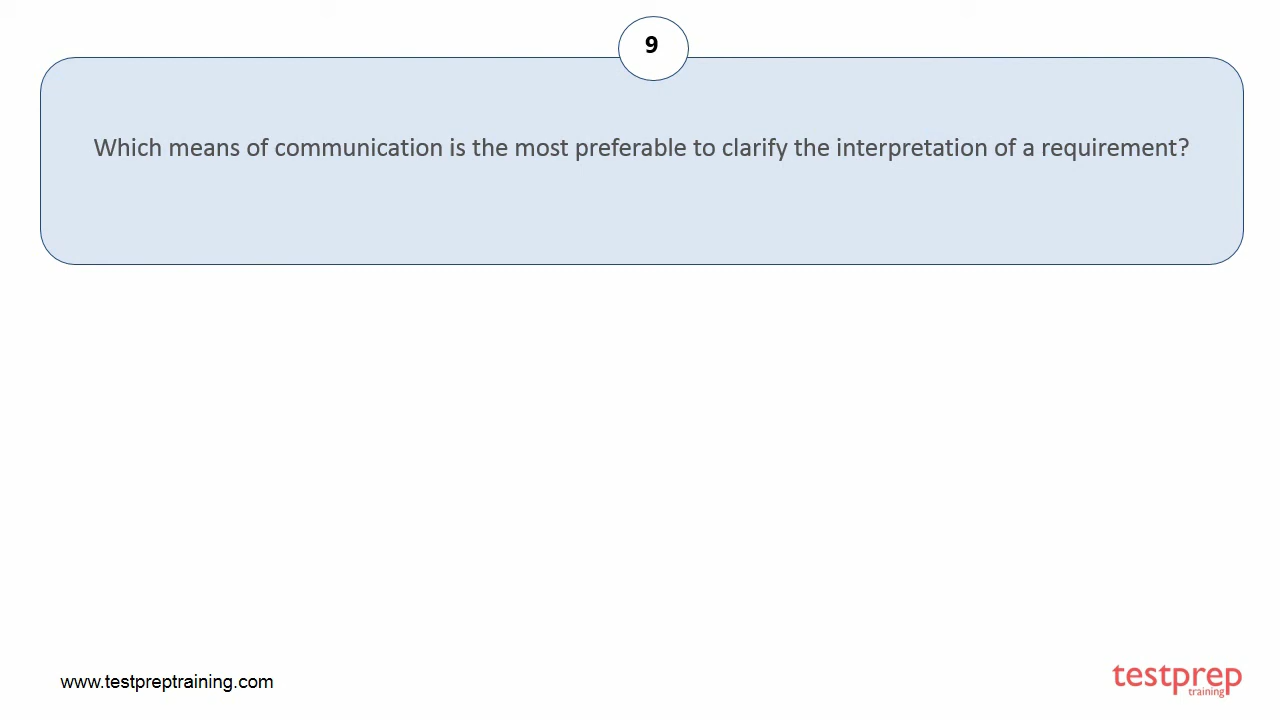 9
Which means of communication is the most preferable to clarify the interpretation of a requirement?
www.testpreptraining.com
testprep
training